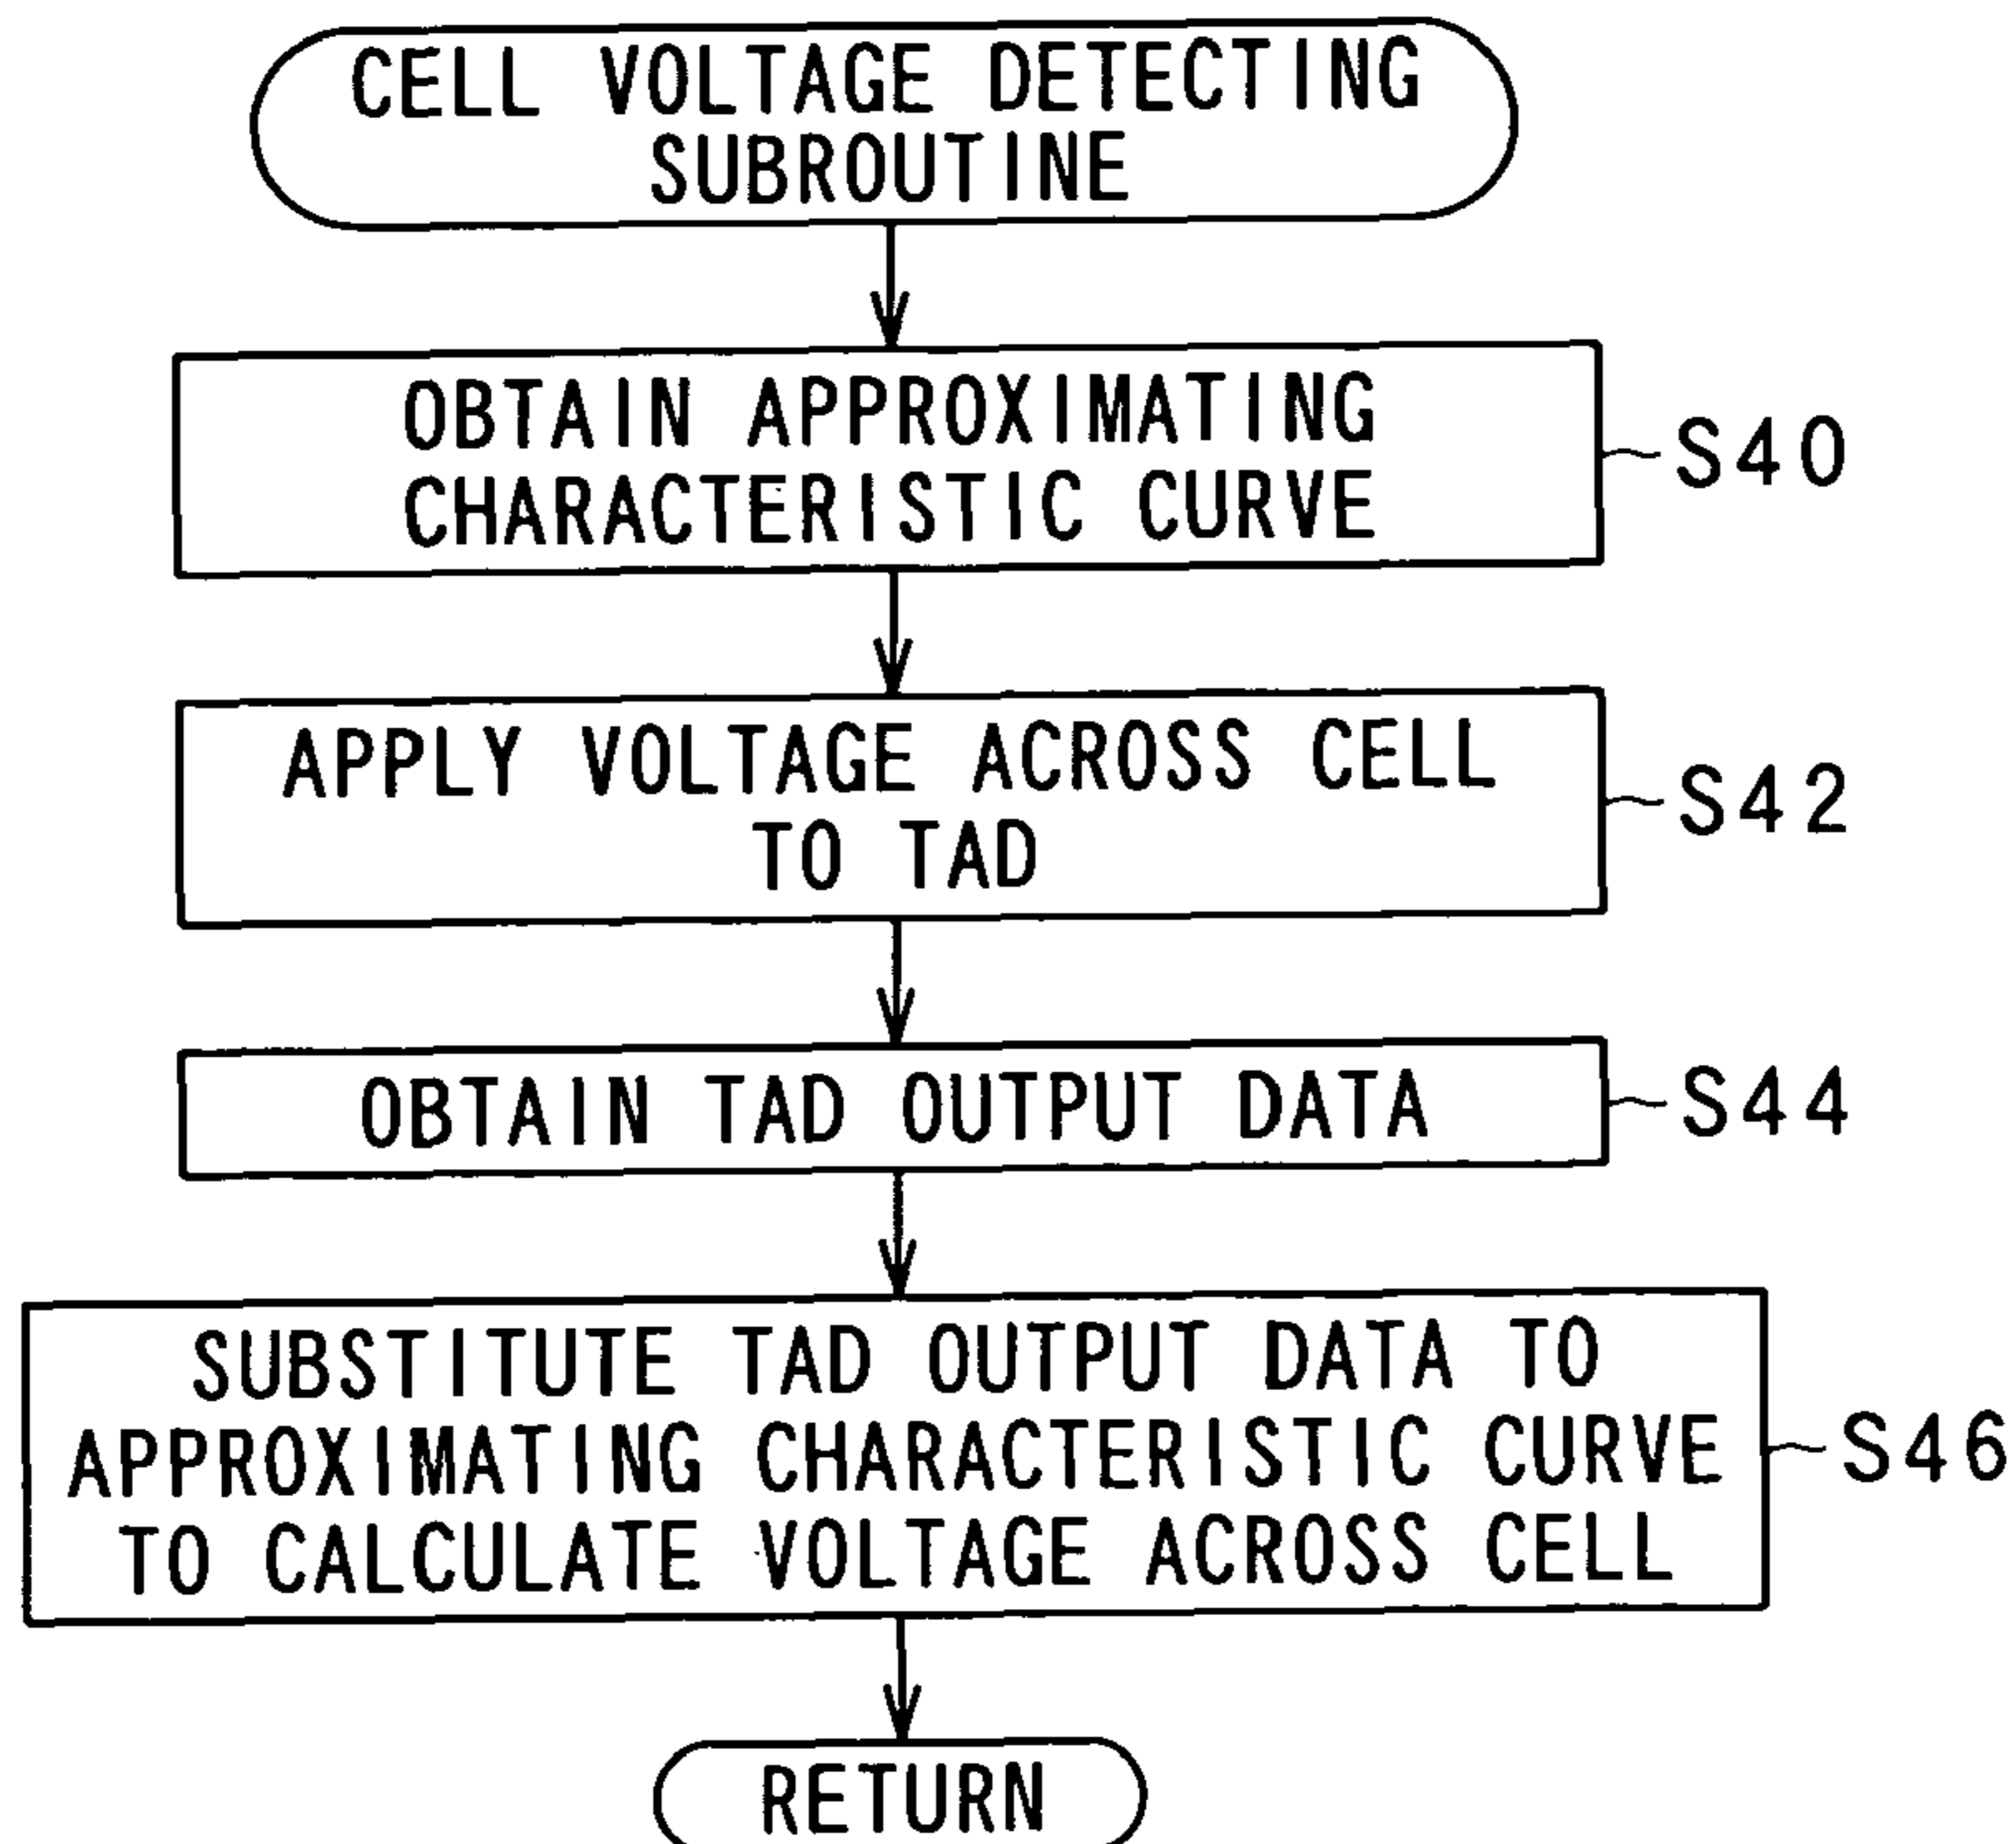 CELL VOLTAGE DETECTING
SUBROUTINE
OBTAIN APPROXIMATING
CHARACTERISTIC CURVE
S40
APPLY VOLTAGE ACROSS CELL
TO TAD
S42
OBTAIN TAD OUTPUT DATA
S44
SUBSTITUTE TAD OUTPUT DATA TO
APPROXIMATING CHARACTERISTIC CURVE
TO CALCULATE VOLTAGE ACROSS CELL
S46
RETURN